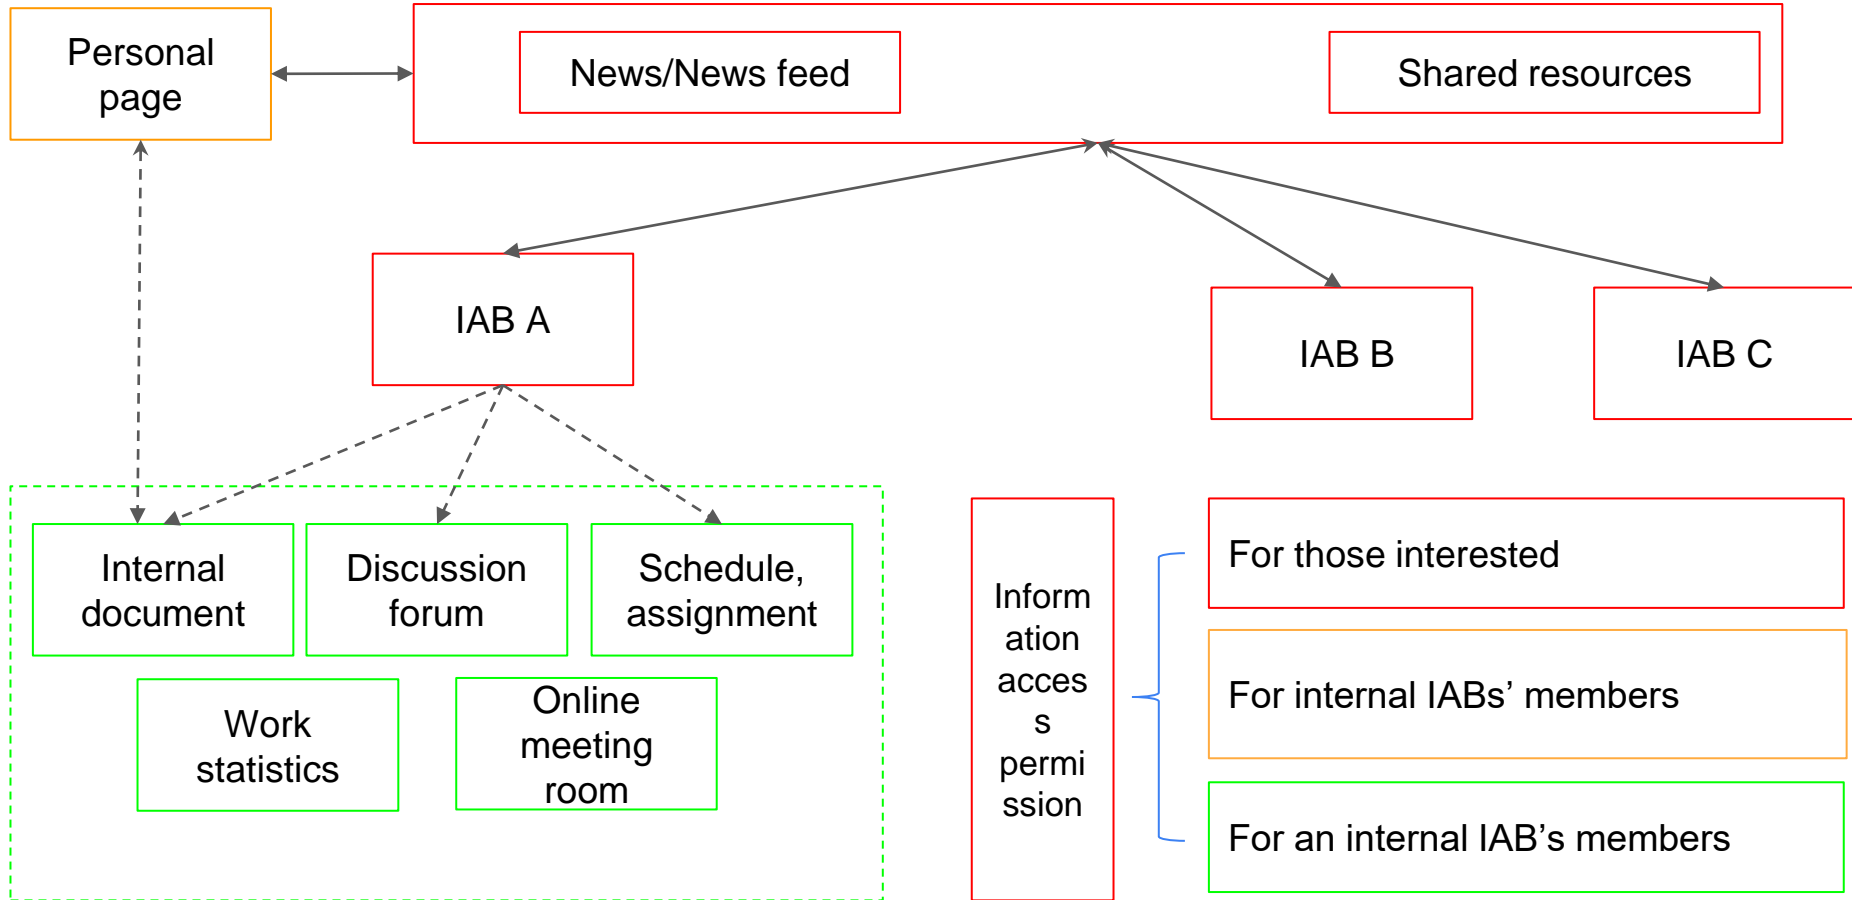 Personal
page
News/News feed
Shared resources
IAB A
IAB B
IAB C
Internal
document
Discussion
forum
Schedule,
assignment
Work
statistics
Online
meeting
room
Inform
ation
acces
s
permi
ssion
For those interested
For internal IABs’ members
For an internal IAB’s members